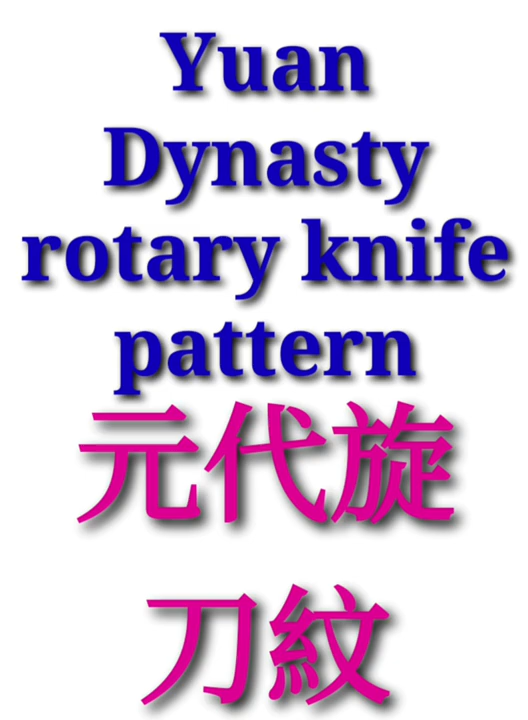 Yuan
Dynasty
rotary knife
pattern
元代旋
刀紋